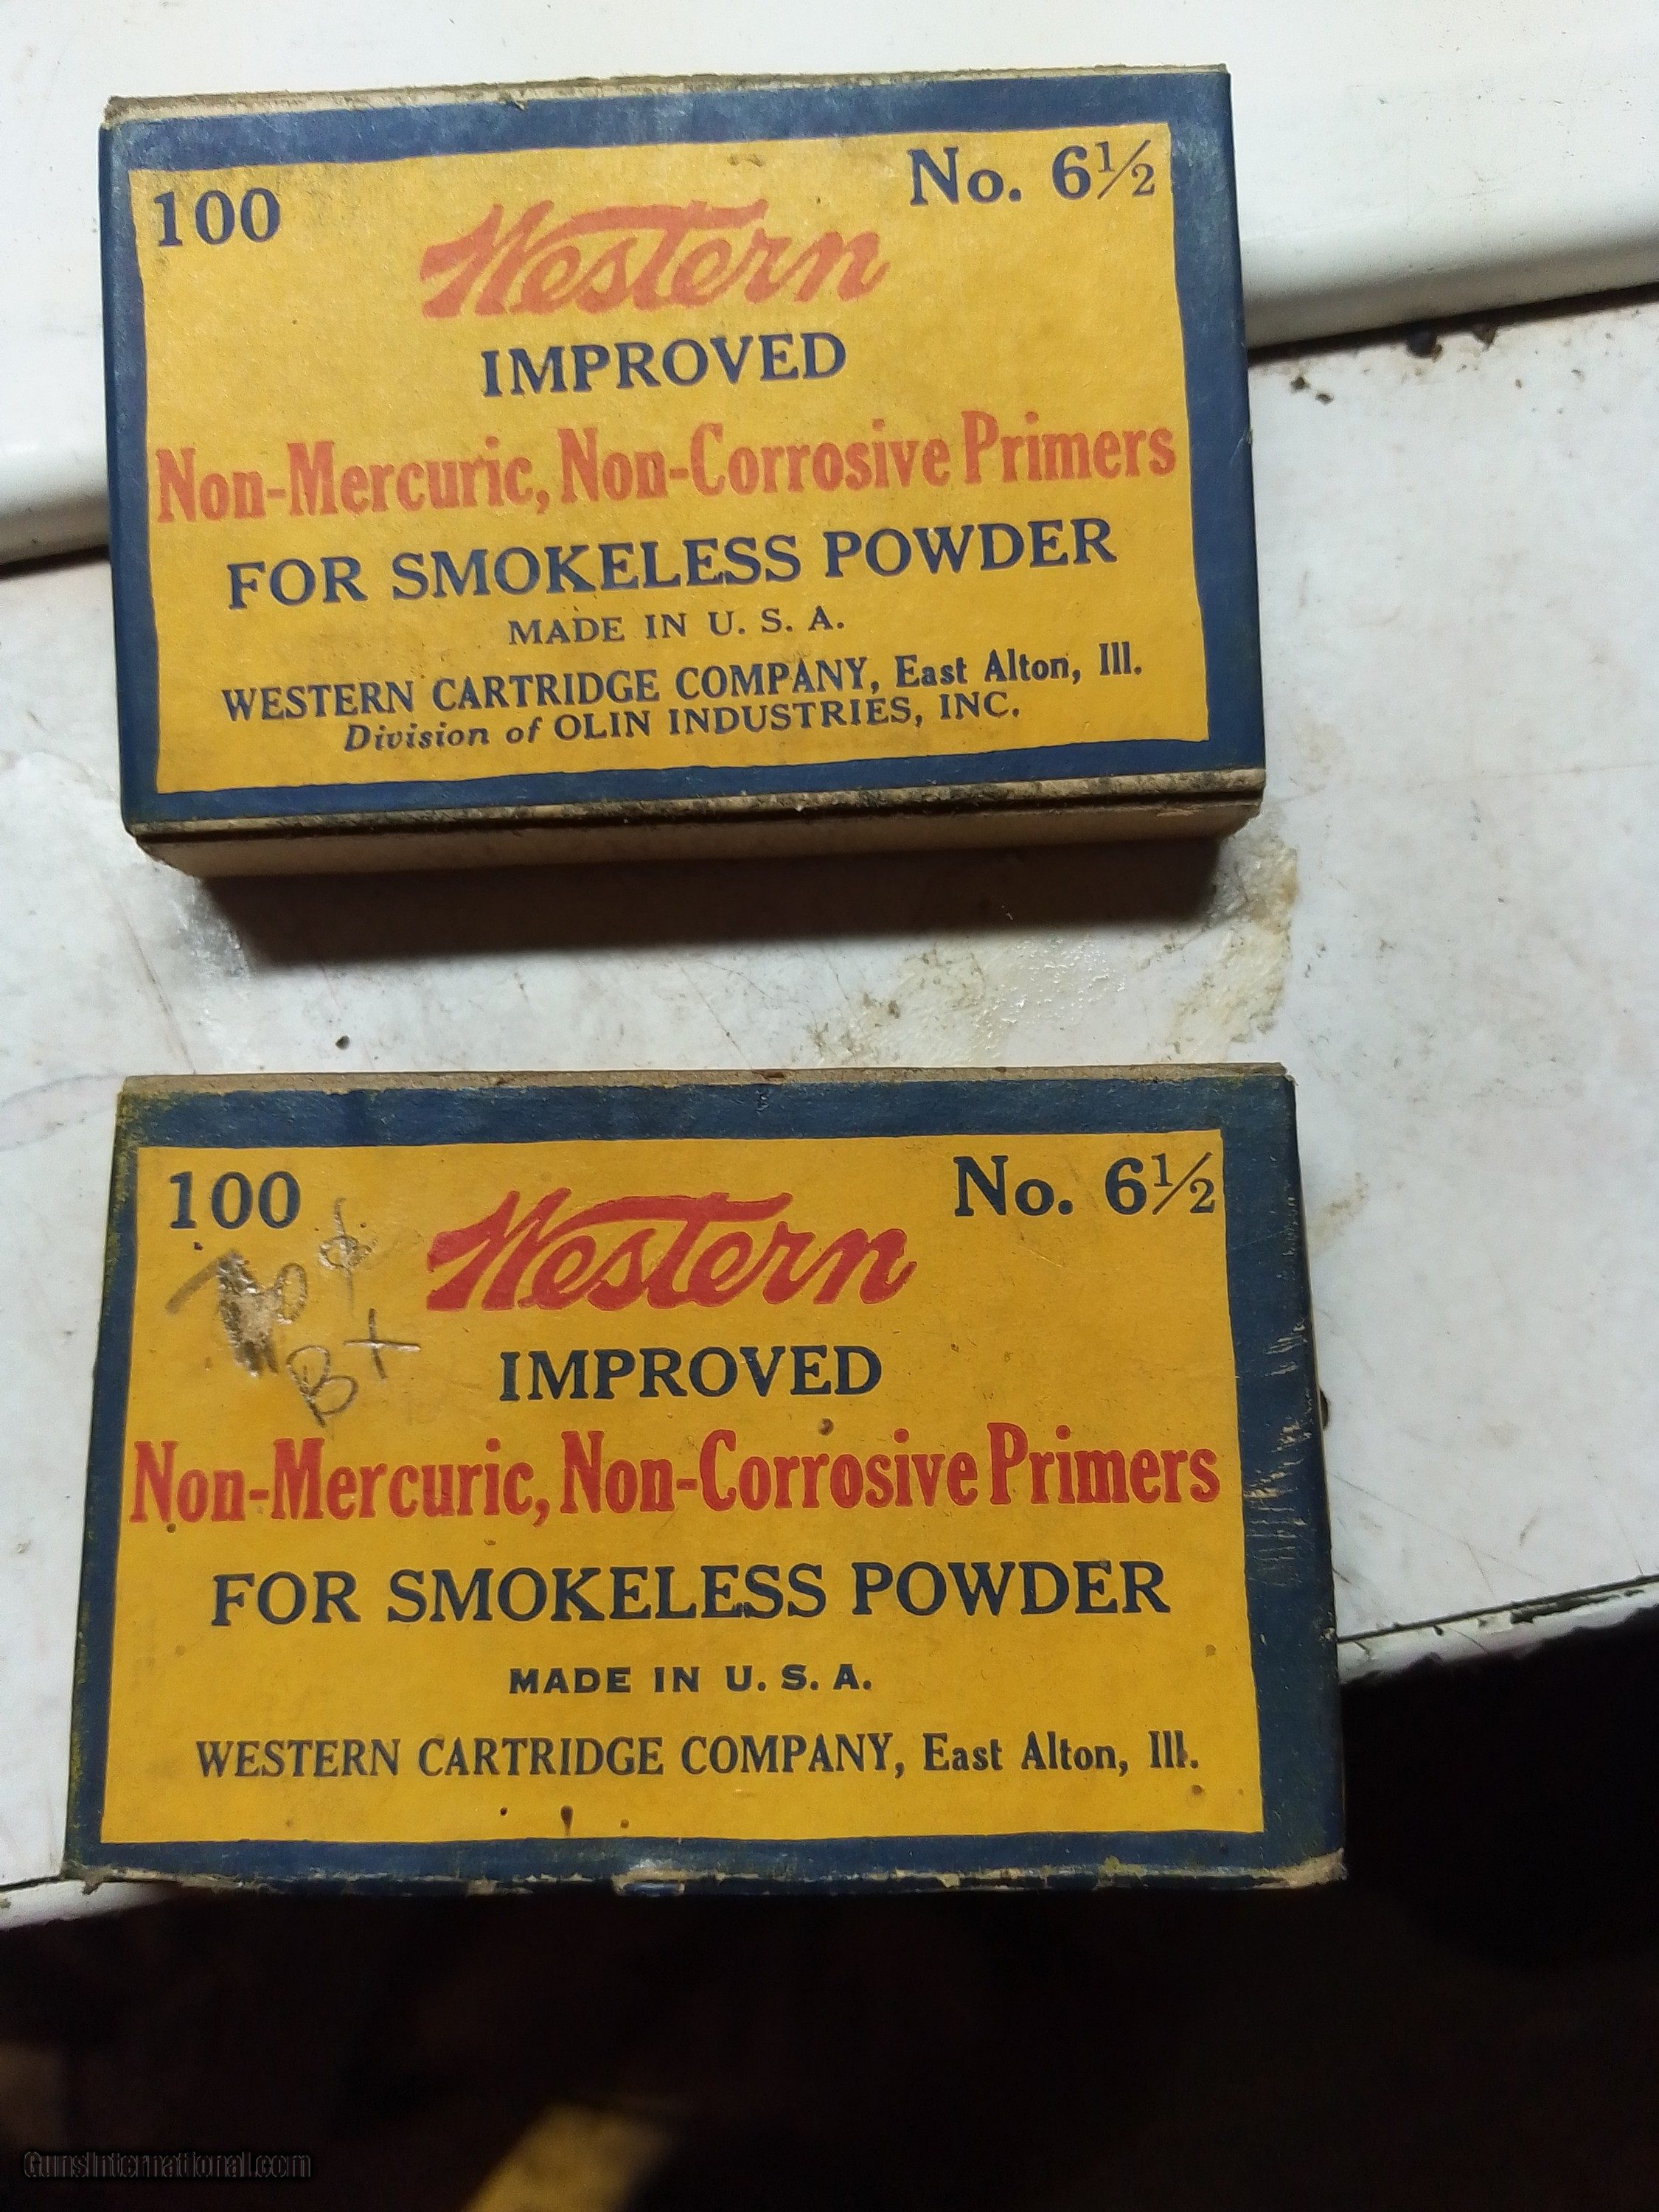 100
No. 6½
Western
IMPROVED
Non-Mercuric, Non-Corrosive Primers
FOR SMOKELESS POWDER
MADE IN U. S. A.
WESTERN CARTRIDGE COMPANY, East Alton, Ill.
Division of OLIN INDUSTRIES, INC.
100
No. 6½
Western
B+
IMPROVED
Non-Mercuric, Non-Corrosive Primers
FOR SMOKELESS POWDER
MADE IN U. S. A.
WESTERN CARTRIDGE COMPANY, East Alton, Ill.
GunsInternational.com